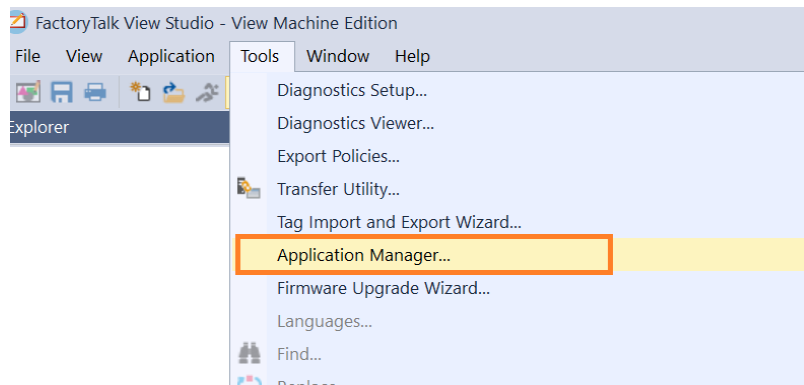 FactoryTalk View Studio - View Machine Edition
File View Application Tools Window Help
Explorer
Diagnostics Setup...
Diagnostics Viewer...
Export Policies...
Transfer Utility...
Tag Import and Export Wizard...
Application Manager...
Firmware Upgrade Wizard...
Languages...
Find...